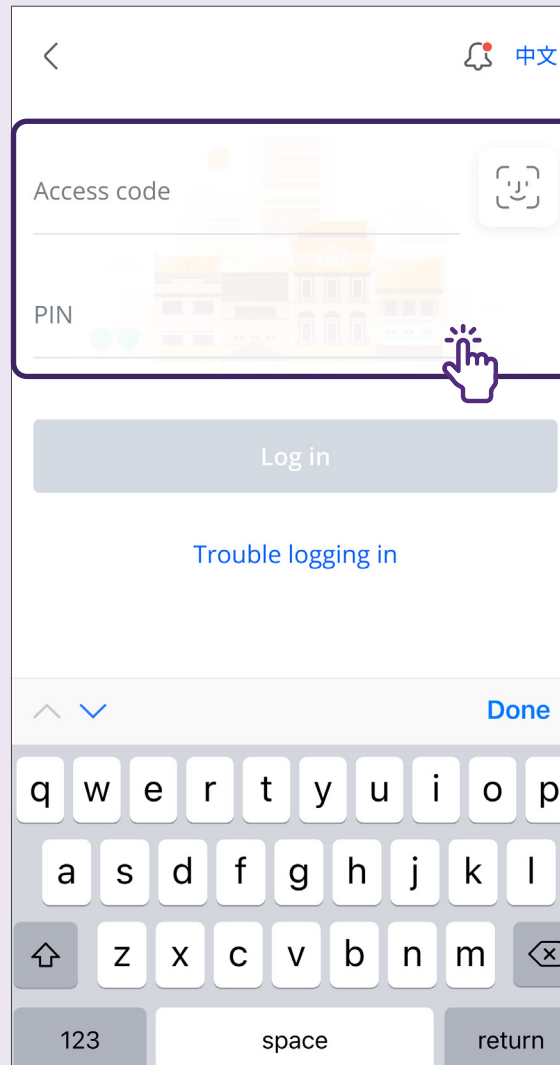 中文
Access code
PIN
Log in
Trouble logging in
Done
q w e r t y u i o p
a s d f g h j k l
z x c v b n m
123 space return